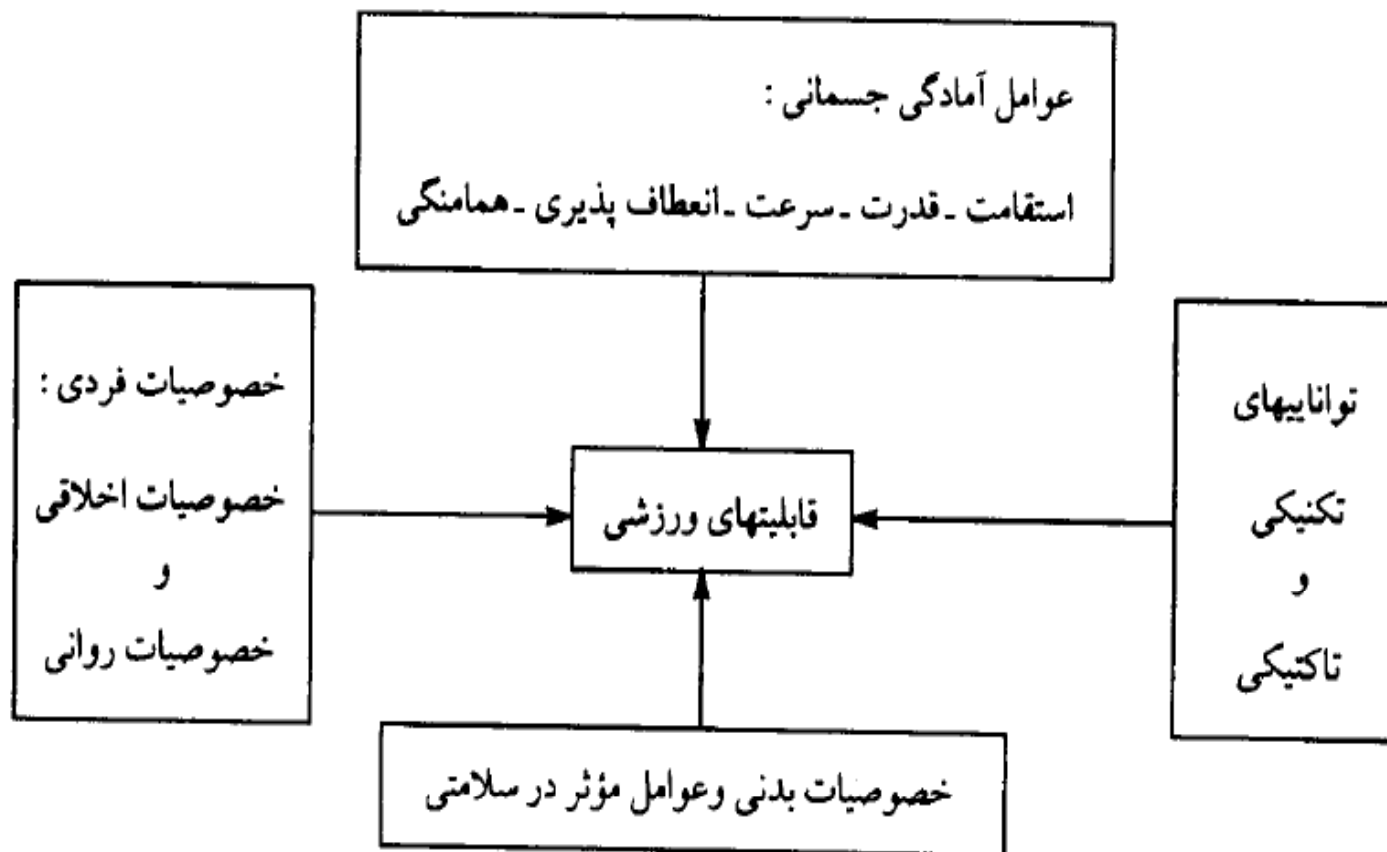 عوامل آمادگی جسمانی :
استقامت ـ قدرت ـ سرعت ـ انعطاف پذیری ـ همامنگی
تواناییهای
تکنیکی
و
تاکتیکی
قابلیتهای ورزشی
خصوصیات فردی :
خصوصیات اخلاقی
و
خصوصیات روانی
خصوصیات بدنی وعوامل مؤثر در سلامتی